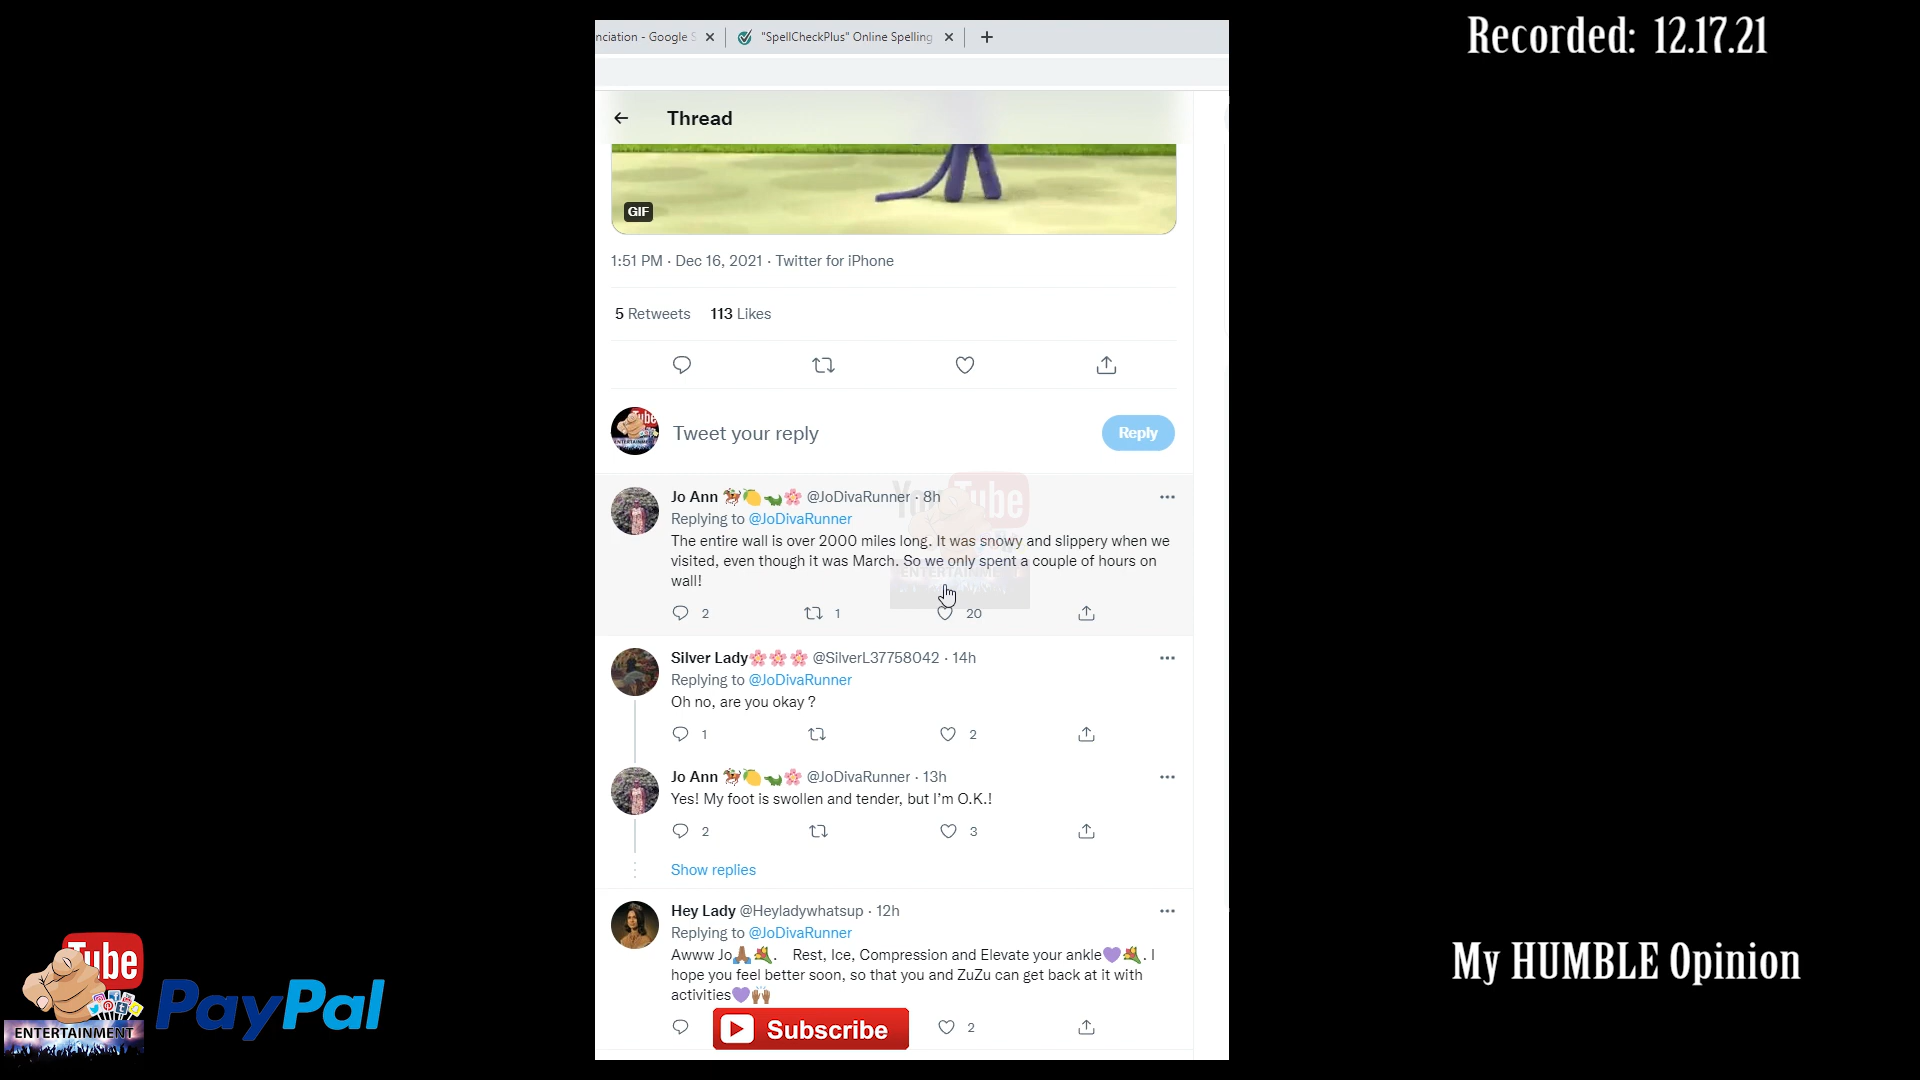 Recorded: 12.17.21
nciation - Google S
"SpellCheckPlus" Online Spelling
Thread
GIF
1:51 PM · Dec 16, 2021 · Twitter for iPhone
5 Retweets 113 Likes
Tweet your reply
Reply
Jo Ann 🏇🍋🐊🌸 @JoDivaRunner · 8h
Replying to @JoDivaRunner
The entire wall is over 2000 miles long. It was snowy and slippery when we
visited, even though it was March. So we only spent a couple of hours on
wall!
2 1 20
YouTube
ENTERTAINMENT
Silver Lady🌸🌸🌸 @SilverL37758042 · 14h
Replying to @JoDivaRunner
Oh no, are you okay ?
1 2
Jo Ann 🏇🍋🐊🌸 @JoDivaRunner · 13h
Yes! My foot is swollen and tender, but I'm O.K.!
2 3
Show replies
Hey Lady @Heyladywhatsup · 12h
Replying to @JoDivaRunner
Awww Jo🙏🏽💐. Rest, Ice, Compression and Elevate your ankle💜💐. I
hope you feel better soon, so that you and ZuZu can get back at it with
activities💜🙌🏽
2
Subscribe
Tube
ENTERTAINMENT
PayPal
My HUMBLE Opinion